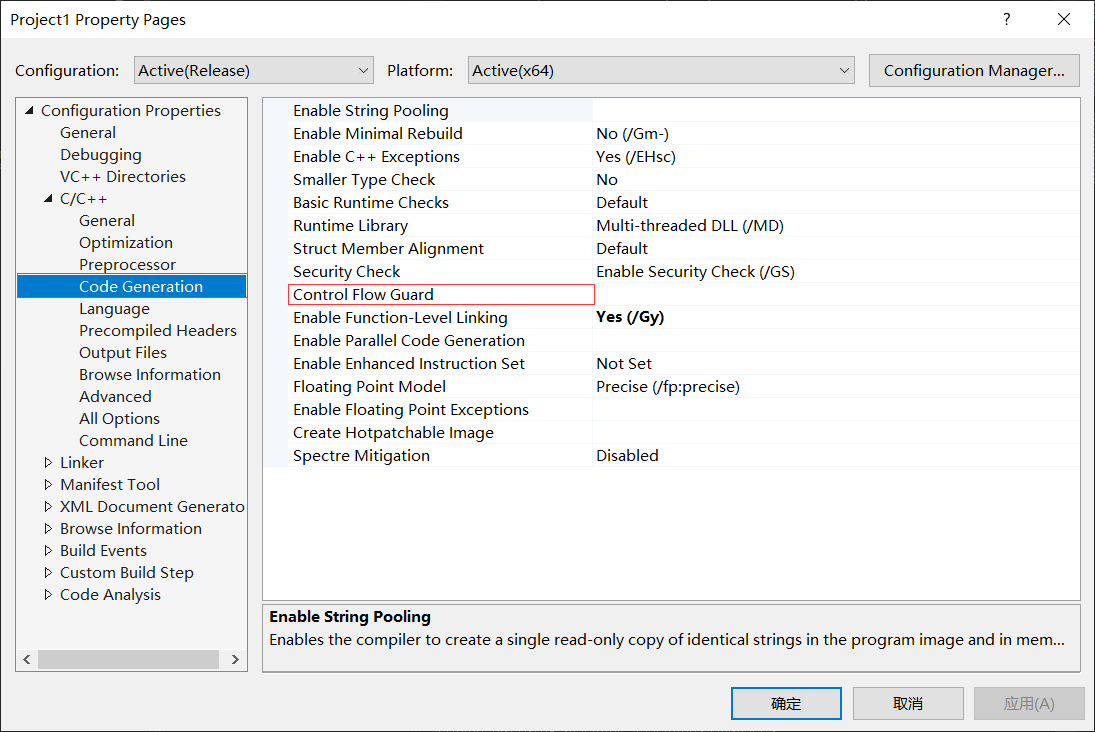 Project1 Property Pages
?
Configuration: Active(Release) Platform: Active(x64) Configuration Manager...
Configuration Properties
General
Debugging
VC++ Directories
C/C++
General
Optimization
Preprocessor
Code Generation
Language
Precompiled Headers
Output Files
Browse Information
Advanced
All Options
Command Line
Linker
Manifest Tool
XML Document Generato
Browse Information
Build Events
Custom Build Step
Code Analysis
Enable String Pooling
Enable Minimal Rebuild No (/Gm-)
Enable C++ Exceptions Yes (/EHsc)
Smaller Type Check No
Basic Runtime Checks Default
Runtime Library Multi-threaded DLL (/MD)
Struct Member Alignment Default
Security Check Enable Security Check (/GS)
Control Flow Guard
Enable Function-Level Linking Yes (/Gy)
Enable Parallel Code Generation
Enable Enhanced Instruction Set Not Set
Floating Point Model Precise (/fp:precise)
Enable Floating Point Exceptions
Create Hotpatchable Image
Spectre Mitigation Disabled
Enable String Pooling
Enables the compiler to create a single read-only copy of identical strings in the program image and in mem...
确定 取消 应用(A)